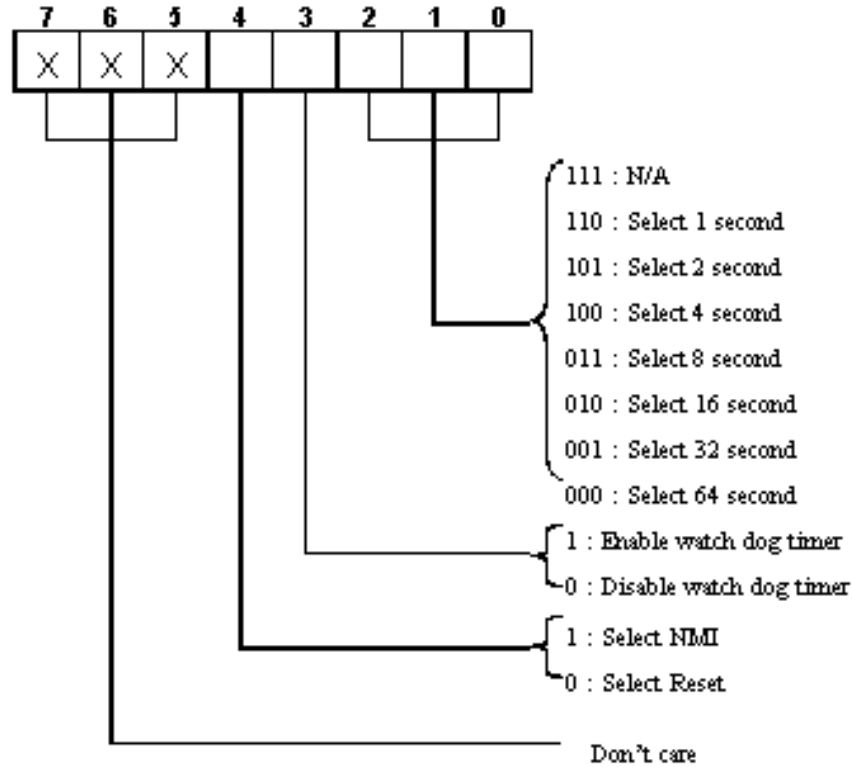 7 6 5 4 3 2 1 0
X X X
111 : N/A
110 : Select 1 second
101 : Select 2 second
100 : Select 4 second
011 : Select 8 second
010 : Select 16 second
001 : Select 32 second
000 : Select 64 second
1 : Enable watch dog timer
0 : Disable watch dog timer
1 : Select NMI
0 : Select Reset
Don't care